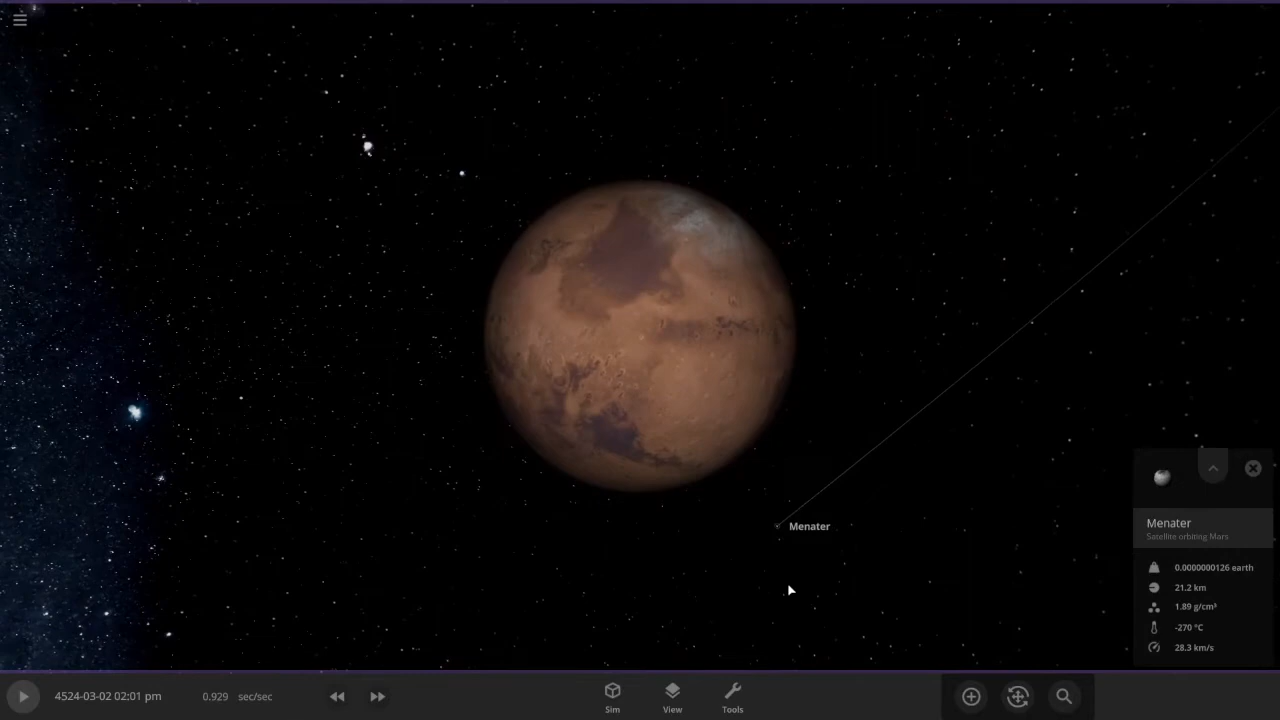 Menater
Menater
Satellite orbiting Mars
0.0000000126 earth
21.2 km
1.89 g/cm³
-270 °C
28.3 km/s
4524-03-02 02:01 pm
0.929 sec/sec
Sim
View
Tools